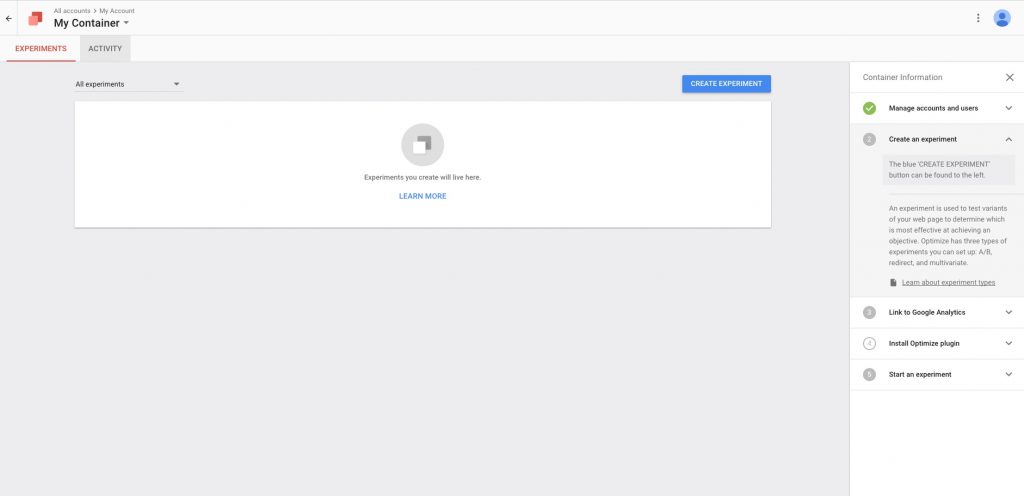 All accounts > My Account
My Container
EXPERIMENTS
ACTIVITY
All experiments
CREATE EXPERIMENT
Experiments you create will live here.
LEARN MORE
Container Information
Manage accounts and users
2 Create an experiment
The blue 'CREATE EXPERIMENT'
button can be found to the left.
An experiment is used to test variants
of your web page to determine which
is most effective at achieving an
objective. Optimize has three types of
experiments you can set up: A/B,
redirect, and multivariate.
Learn about experiment types
3 Link to Google Analytics
4 Install Optimize plugin
5 Start an experiment